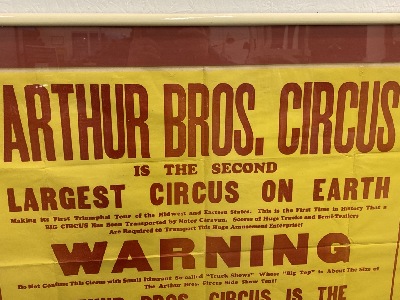 ARTHUR BROS. CIRCUS
IS THE SECOND
LARGEST CIRCUS ON EARTH
Making Its First Triumphal Tour of the Midwest and Eastern States. This is the First Time in History That a
BIG CIRCUS Has Been Transported by Motor Caravan. Scores of Huge Trucks and Semi-Trailers
Are Required to Transport This Huge Amusement Enterprise!
WARNING
Do Not Confuse This Circus with Small Itinerant So-called "Truck Shows" Whose "Big Top" is About The Size of
The Arthur Bros. Circus Side Show Top!!
BROS. CIRCUS IS THE